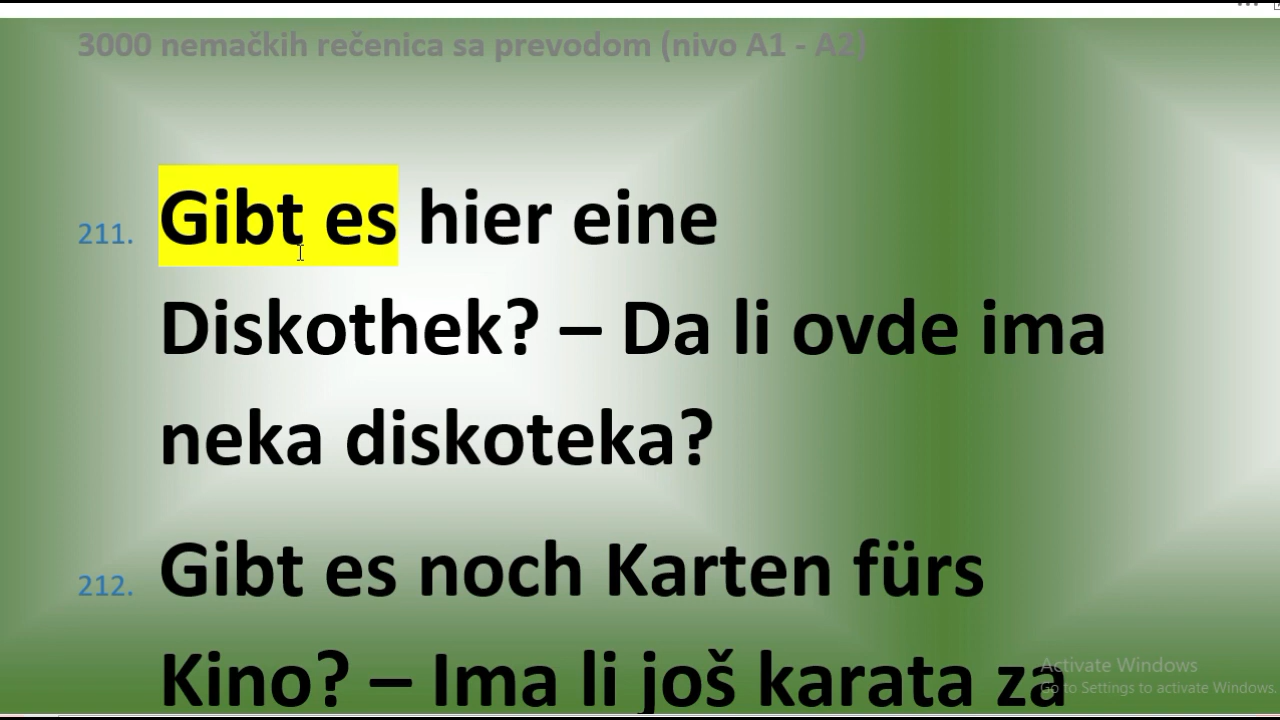 3000 nemačkih rečenica sa prevodom (nivo A1 - A2)
211. Gibt es hier eine
Diskothek? – Da li ovde ima
neka diskoteka?
212. Gibt es noch Karten fürs
Kino? – Ima li još karata za
Activate Windows
Go to Settings to activate Windows.